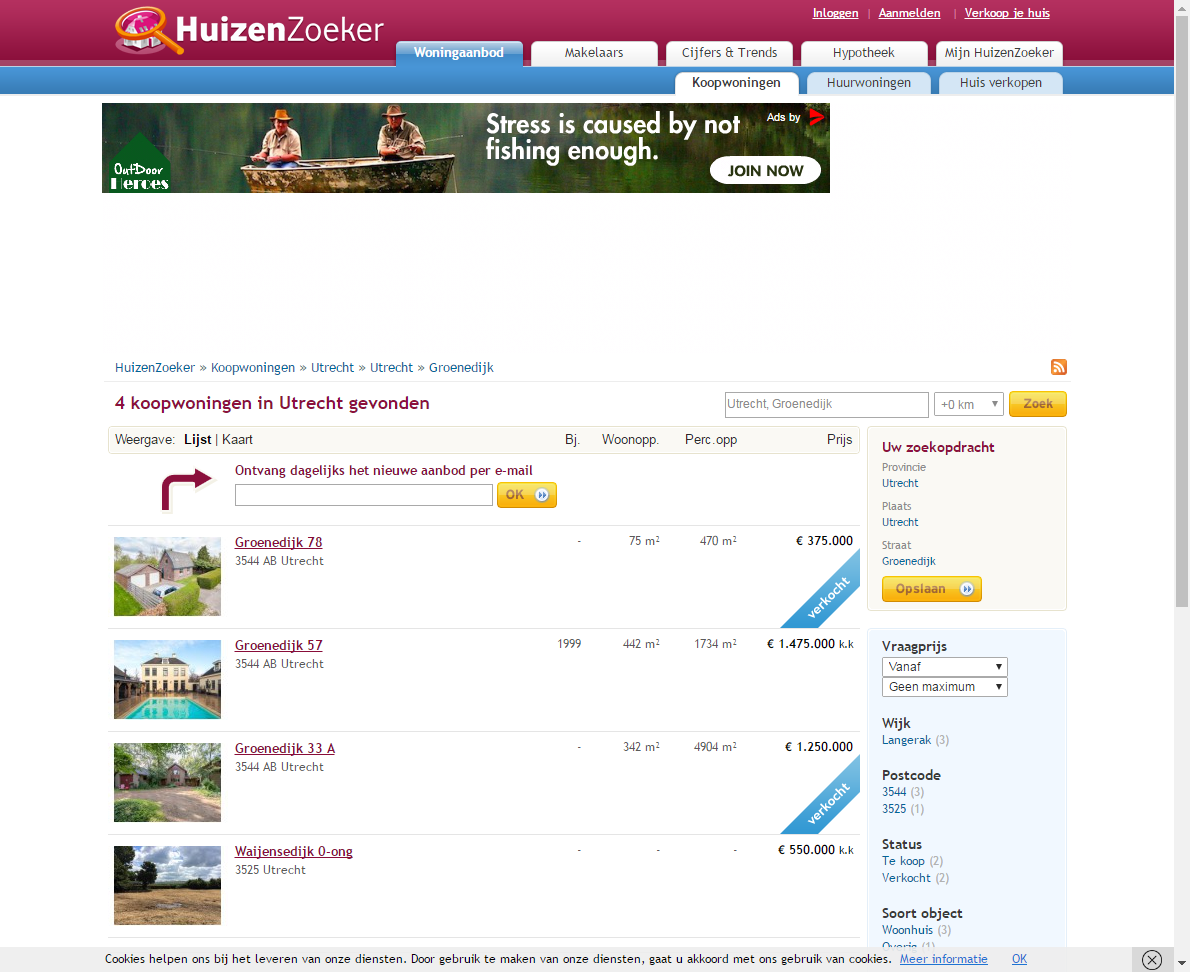 Inloggen | Aanmelden | Verkoop je huis
HuizenZoeker
Woningaanbod Makelaars Cijfers & Trends Hypotheek Mijn HuizenZoeker
Koopwoningen Huurwoningen Huis verkopen
Stress is caused by not
fishing enough.
Ads by
OutDoor
Heroes
JOIN NOW
HuizenZoeker » Koopwoningen » Utrecht » Utrecht » Groenedijk
4 koopwoningen in Utrecht gevonden
Utrecht, Groenedijk +0 km Zoek
Weergave: Lijst | Kaart Bj. Woonopp. Perc.opp Prijs
Ontvang dagelijks het nieuwe aanbod per e-mail
OK
Groenedijk 78 - 75 m² 470 m² € 375.000
3544 AB Utrecht
verkocht
Groenedijk 57 1999 442 m² 1734 m² € 1.475.000 k.k
3544 AB Utrecht
Groenedijk 33 A - 342 m² 4904 m² € 1.250.000
3544 AB Utrecht
verkocht
Waijensedijk 0-ong - - - € 550.000 k.k
3525 Utrecht
Uw zoekopdracht
Provincie
Utrecht
Plaats
Utrecht
Straat
Groenedijk
Opslaan
Vraagprijs
Vanaf
Geen maximum
Wijk
Langerak (3)
Postcode
3544 (3)
3525 (1)
Status
Te koop (2)
Verkocht (2)
Soort object
Woonhuis (3)
Overig (1)
Cookies helpen ons bij het leveren van onze diensten. Door gebruik te maken van onze diensten, gaat u akkoord met ons gebruik van cookies. Meer informatie OK